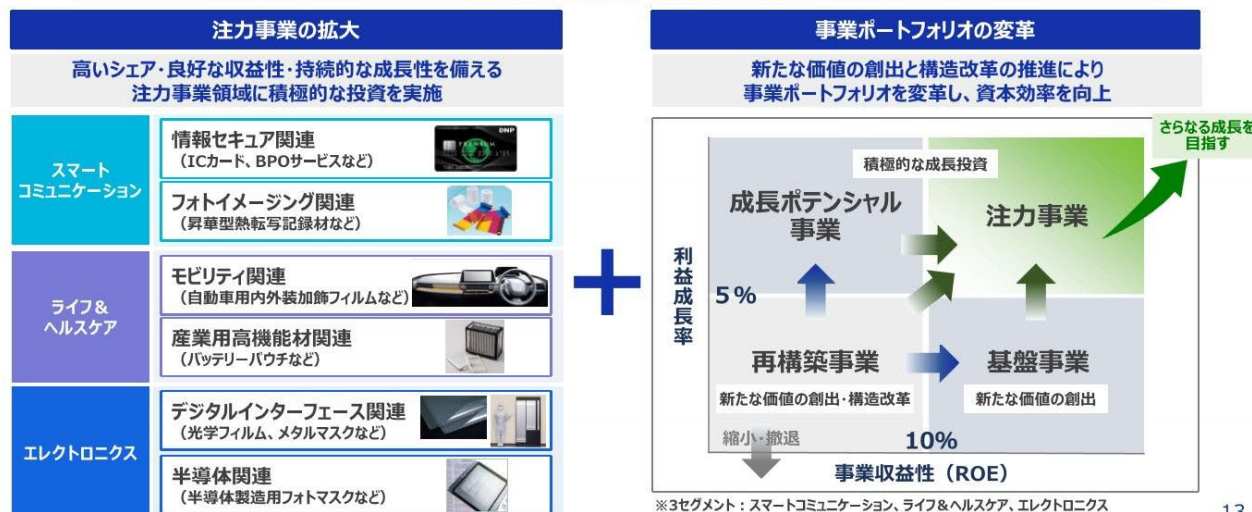 注力事業の拡大
高いシェア・良好な収益性・持続的な成長性を備える
注力事業領域に積極的な投資を実施
スマート
コミュニケーション
情報セキュア関連
（ICカード、BPOサービスなど）
DNP
PREMIUM
フォトイメージング関連
（昇華型熱転写記録材など）
ライフ＆
ヘルスケア
モビリティ関連
（自動車用内外装加飾フィルムなど）
産業用高機能材関連
（バッテリーパウチなど）
エレクトロニクス
デジタルインターフェース関連
（光学フィルム、メタルマスクなど）
半導体関連
（半導体製造用フォトマスクなど）
＋
事業ポートフォリオの変革
新たな価値の創出と構造改革の推進により
事業ポートフォリオを変革し、資本効率を向上
さらなる成長を
目指す
積極的な成長投資
成長ポテンシャル
事業
注力事業
利益成長率
5％
再構築事業
新たな価値の創出・構造改革
基盤事業
新たな価値の創出
縮小・撤退
10％
事業収益性（ROE）
※3セグメント：スマートコミュニケーション、ライフ＆ヘルスケア、エレクトロニクス
13